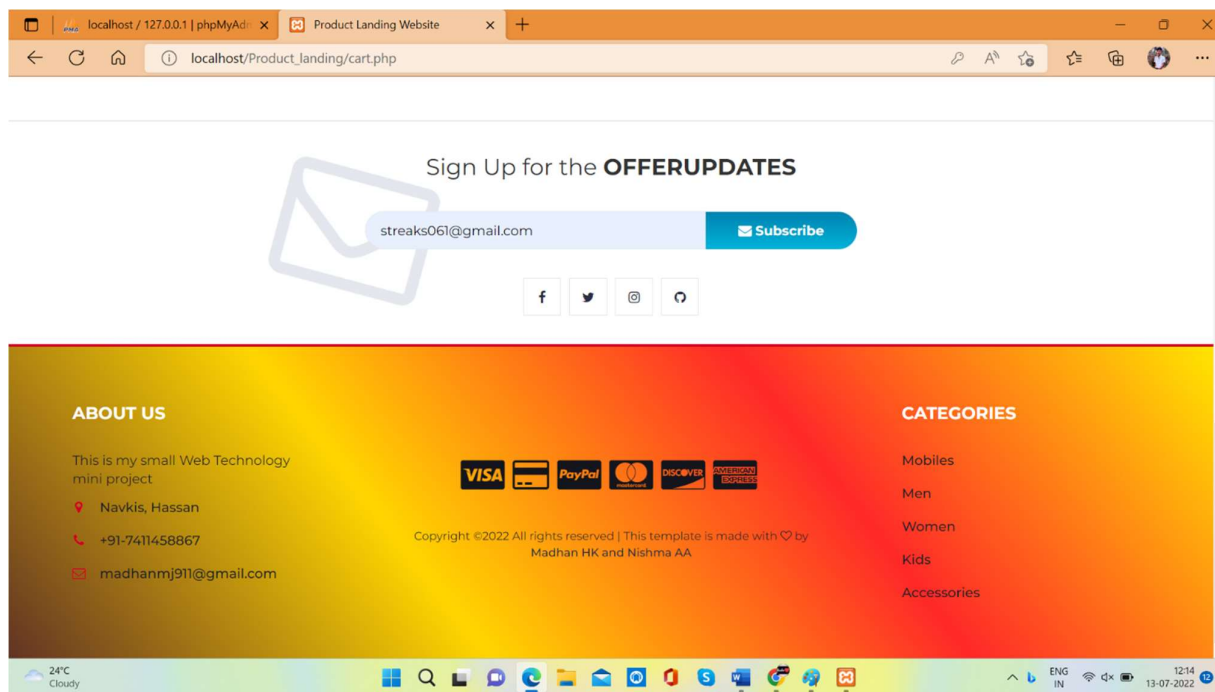 localhost / 127.0.0.1 | phpMyAdm
Product Landing Website
localhost/Product_landing/cart.php
Sign Up for the OFFERUPDATES
streaks061@gmail.com
Subscribe
ABOUT US
This is my small Web Technology
mini project
Navkis, Hassan
+91-7411458867
madhanmj911@gmail.com
VISA
PayPal
mastercard
DISCOVER
AMERICAN
EXPRESS
Copyright ©2022 All rights reserved | This template is made with ♡ by
Madhan HK and Nishma AA
CATEGORIES
Mobiles
Men
Women
Kids
Accessories
24°C
Cloudy
ENG
IN
12:14
13-07-2022
12